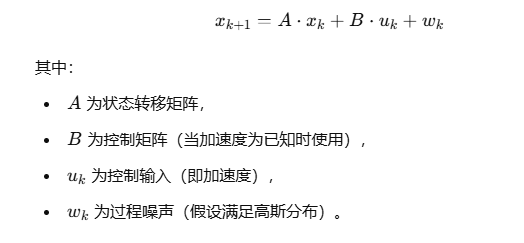 x_{k+1} = A · x_k + B · u_k + w_k
其中：
• A 为状态转移矩阵，
• B 为控制矩阵（当加速度为已知时使用），
• u_k 为控制输入（即加速度），
• w_k 为过程噪声（假设满足高斯分布）。